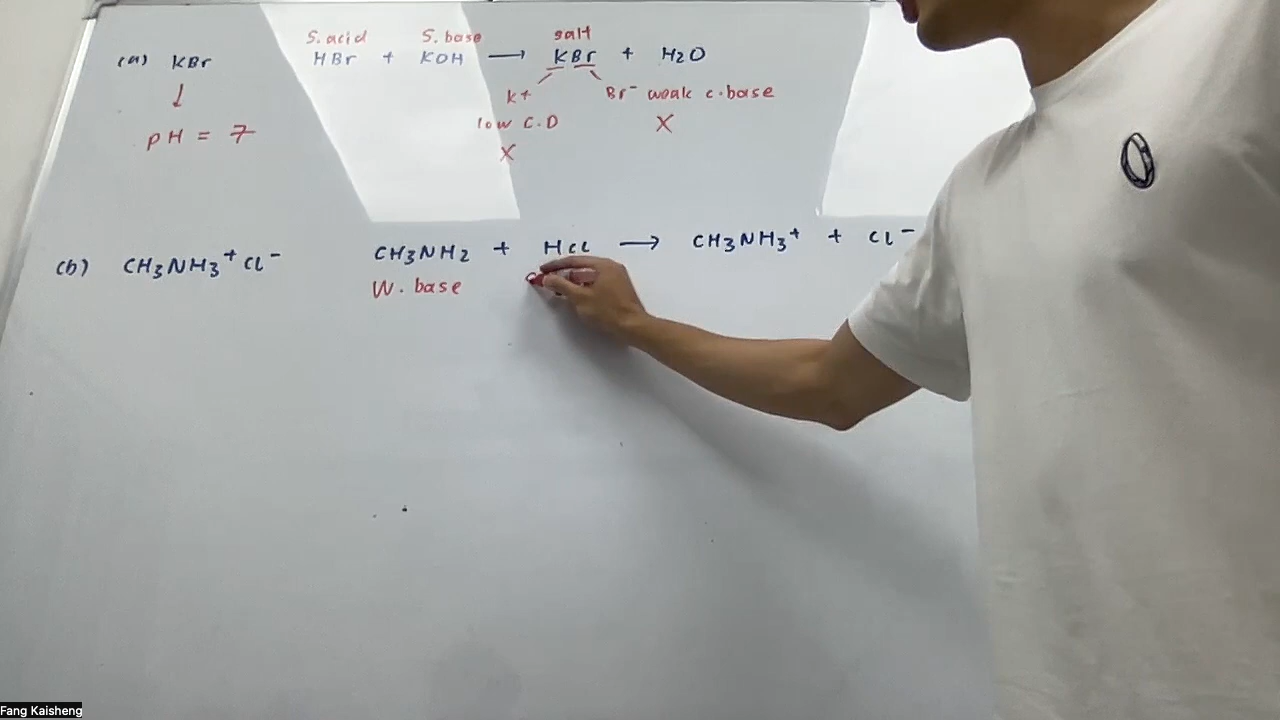 S. acid S. base salt
(a) KBr HBr + KOH → KBr + H2O
K+ Br⁻ weak c. base
low C.D X
pH = 7
X
(b) CH3NH3⁺Cl⁻ CH3NH2 + HCl → CH3NH3⁺ + Cl⁻
W. base
Fang Kaisheng